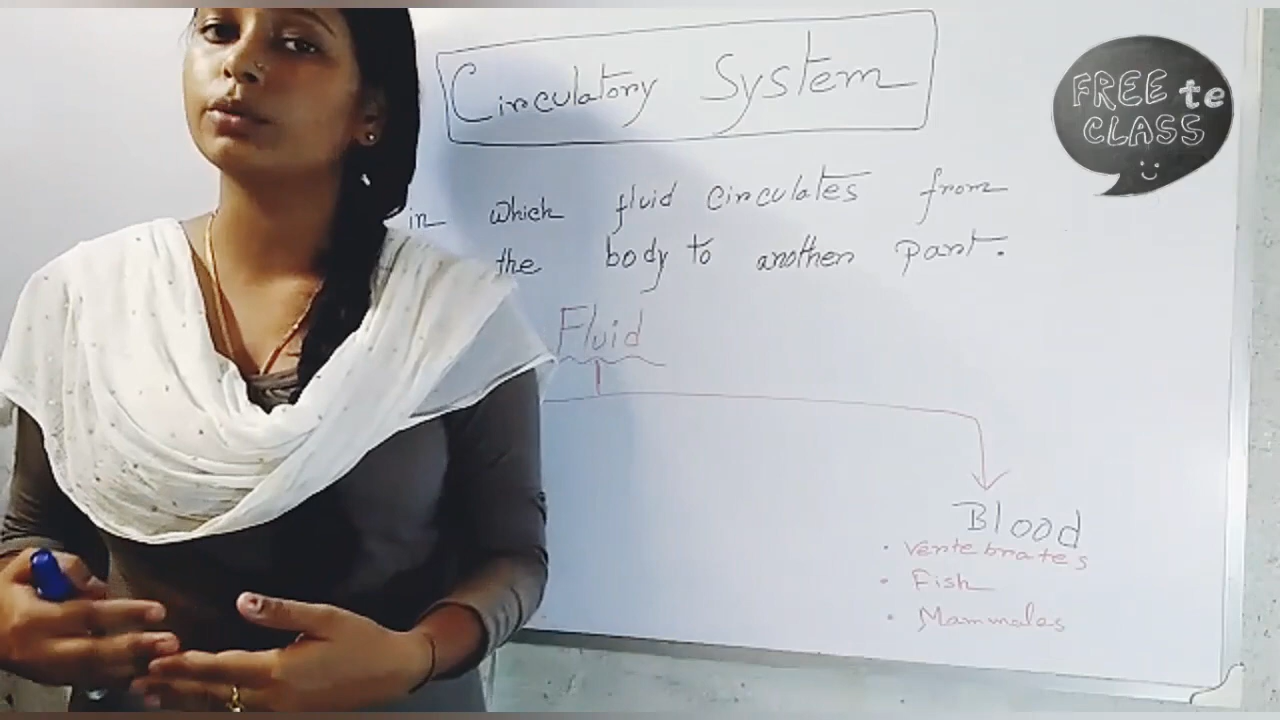 Circulatory System
FREE te
CLASS
in which fluid circulates from
the body to another part.
Fluid
Blood
• Vertebrates
• Fish
• Mammales